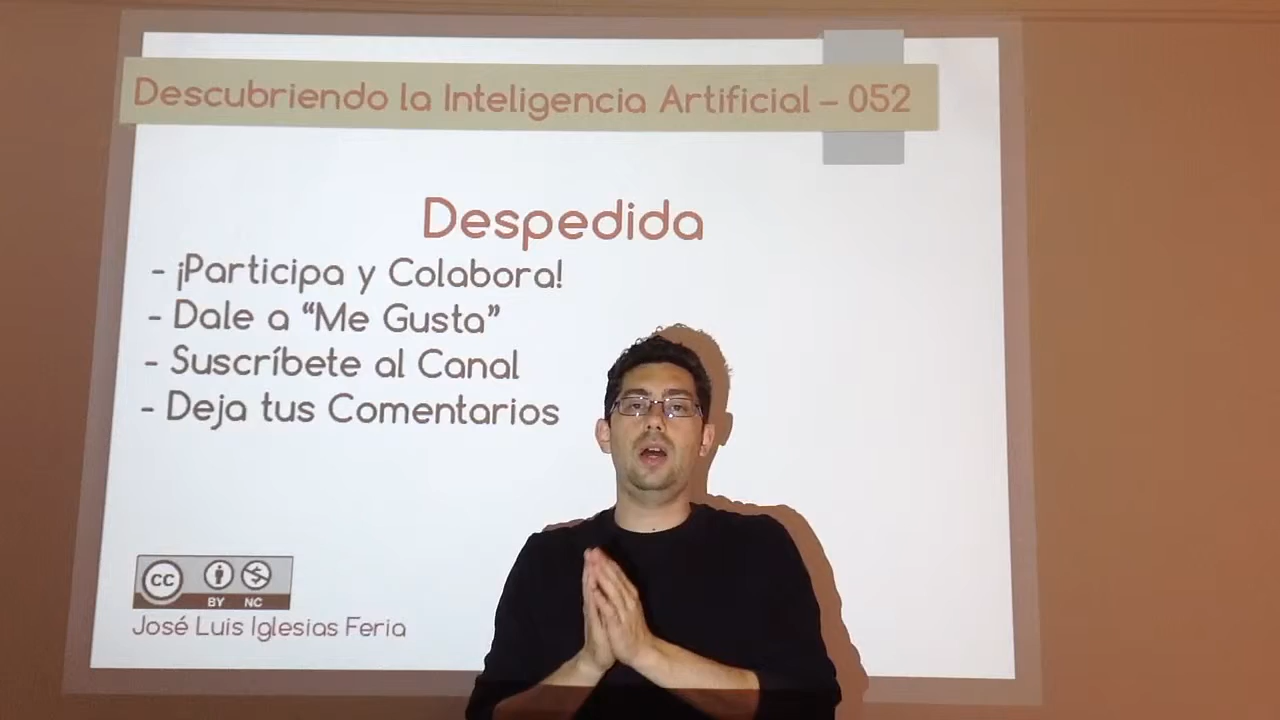 Descubriendo la Inteligencia Artificial – 052
Despedida
- ¡Participa y Colabora!
- Dale a “Me Gusta”
- Suscríbete al Canal
- Deja tus Comentarios
CC BY NC
José Luis Iglesias Feria